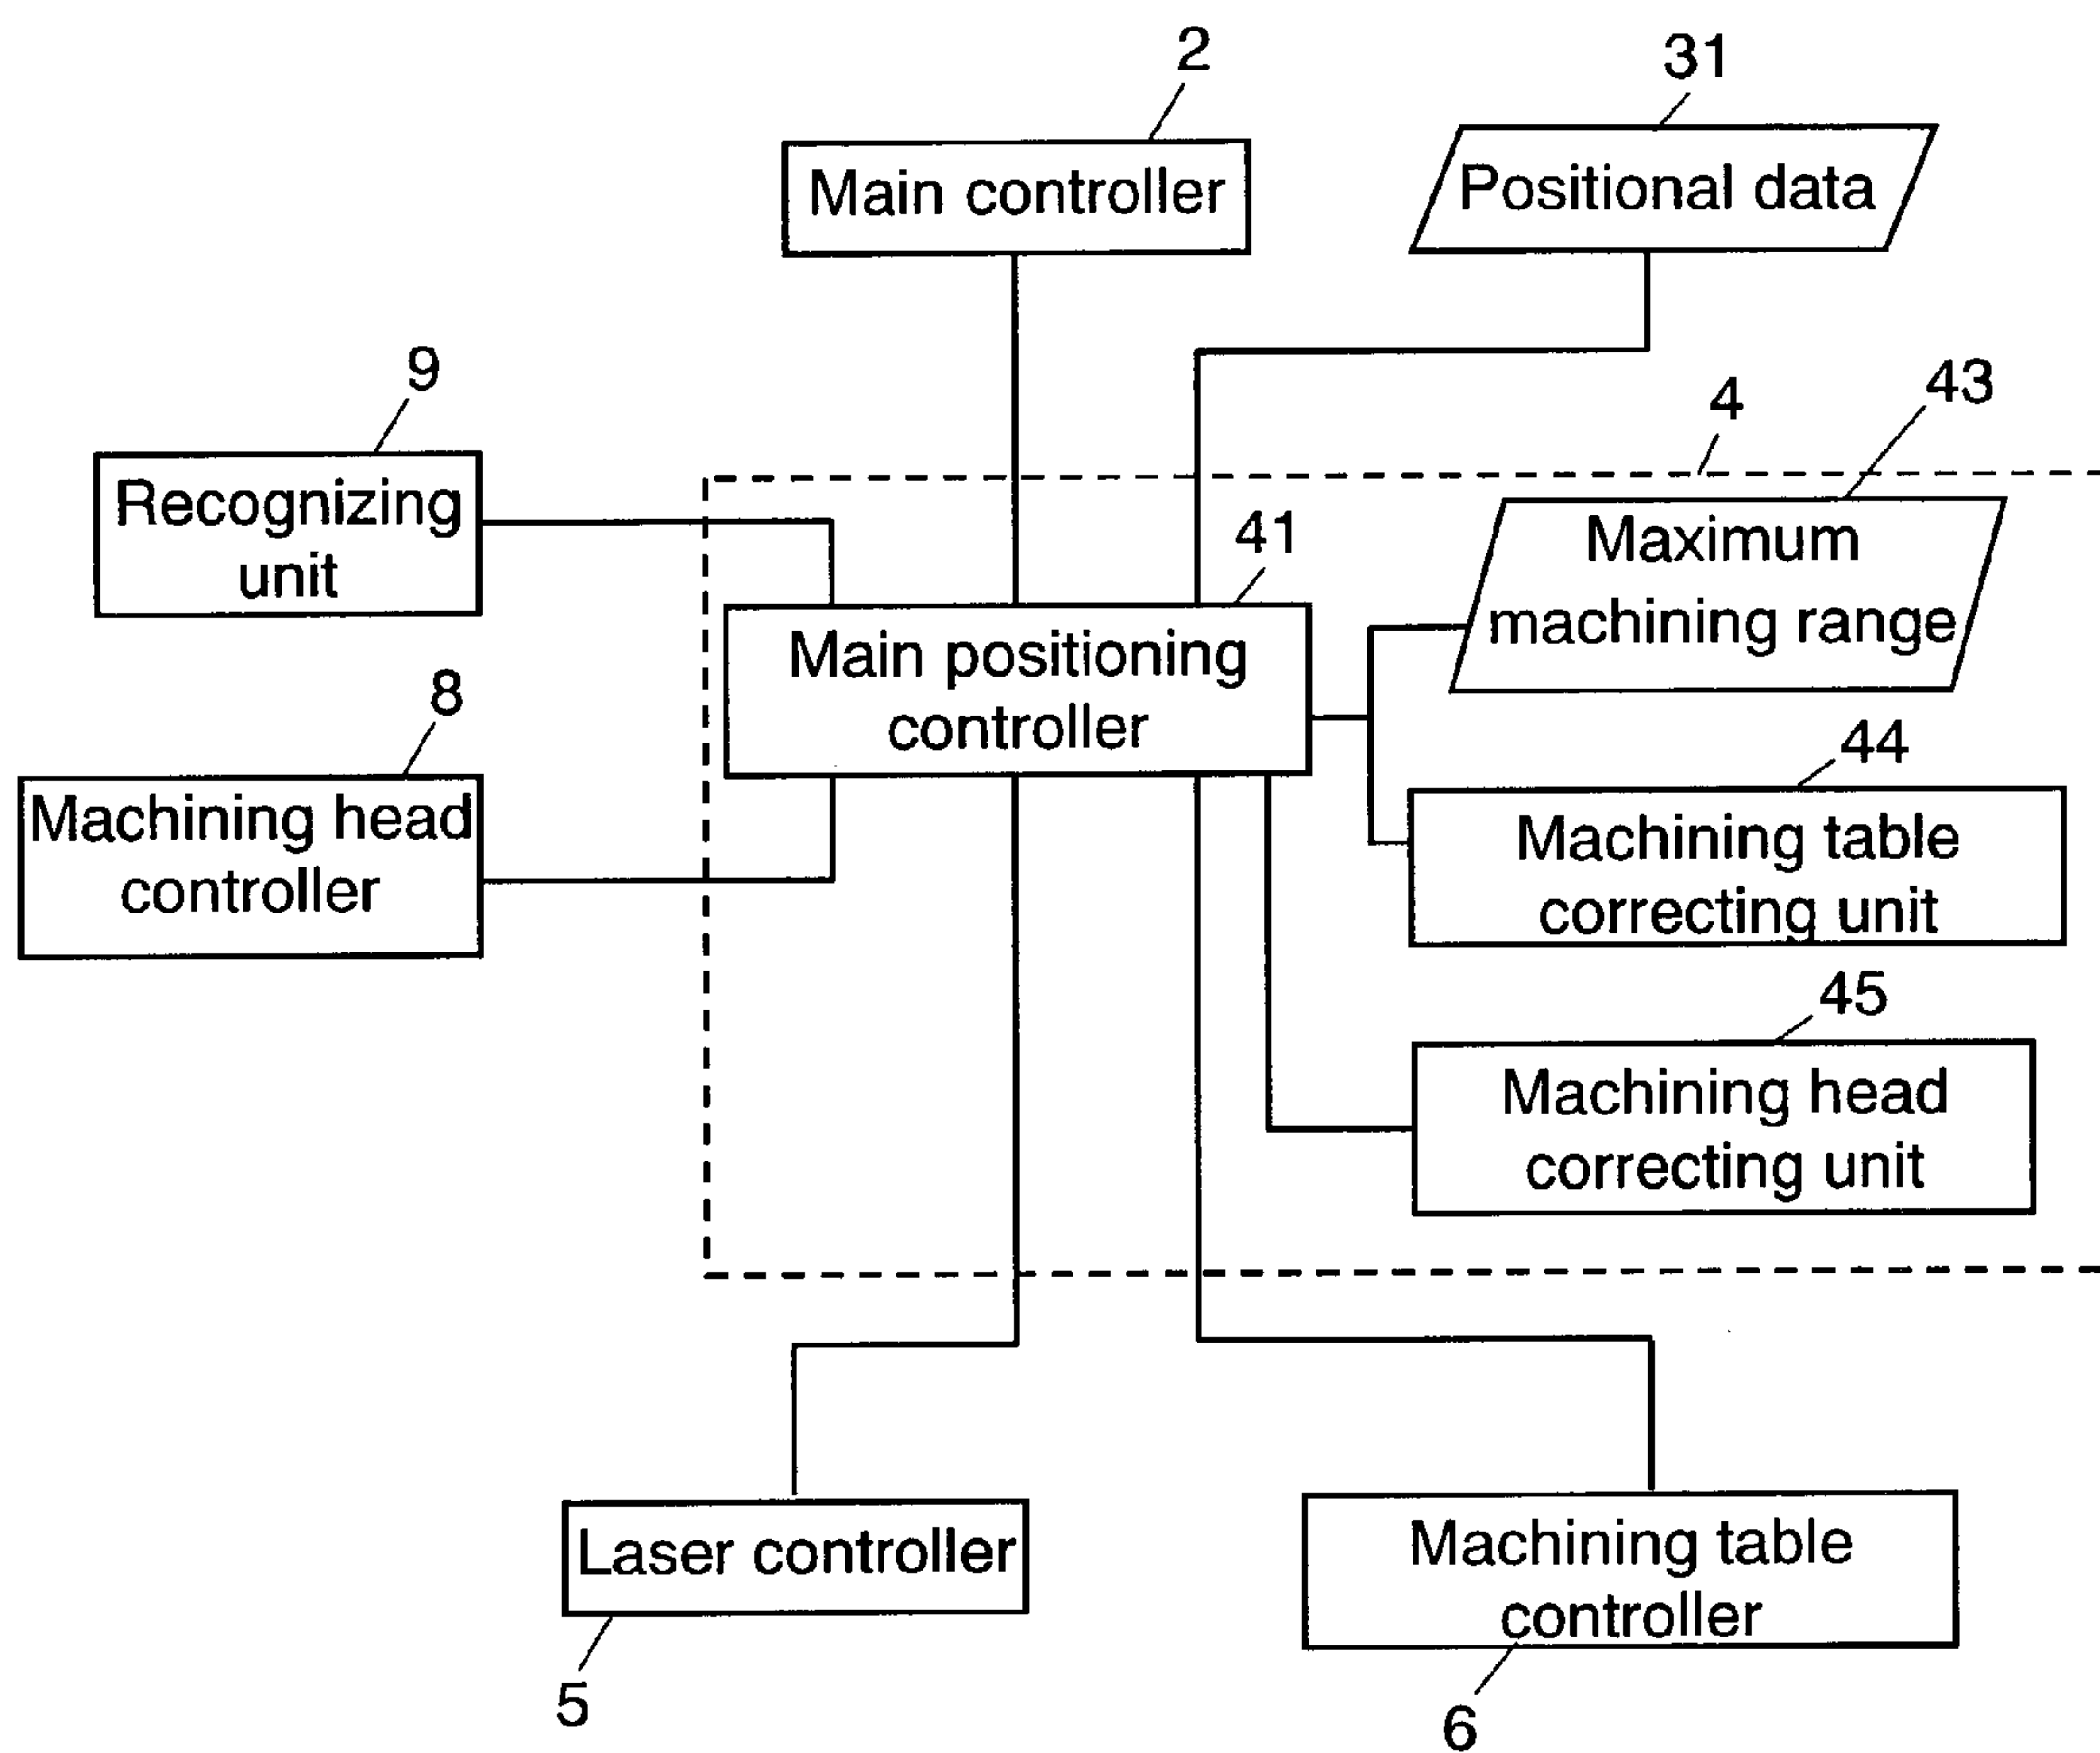 2
31
Main controller
Positional data
9
4
43
Recognizing
unit
41
Maximum
machining range
Main positioning
controller
8
44
Machining head
controller
Machining table
correcting unit
45
Machining head
correcting unit
Laser controller
Machining table
controller
5
6